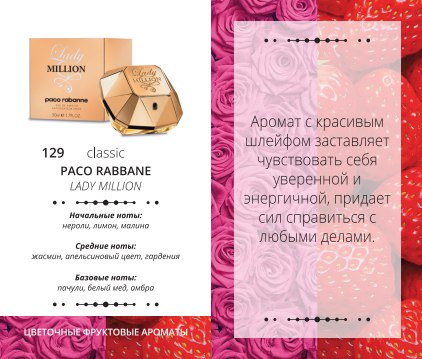 Lady
MILLION
paco rabanne
129 classic
PACO RABBANE
LADY MILLION
Начальные ноты:
нероли, лимон, малина
Средние ноты:
жасмин, апельсиновый цвет, гардения
Базовые ноты:
пачули, белый мед, амбра
ЦВЕТОЧНЫЕ ФРУКТОВЫЕ АРОМАТЫ
Аромат с красивым
шлейфом заставляет
чувствовать себя
уверенной и
энергичной, придает
сил справиться с
любыми делами.